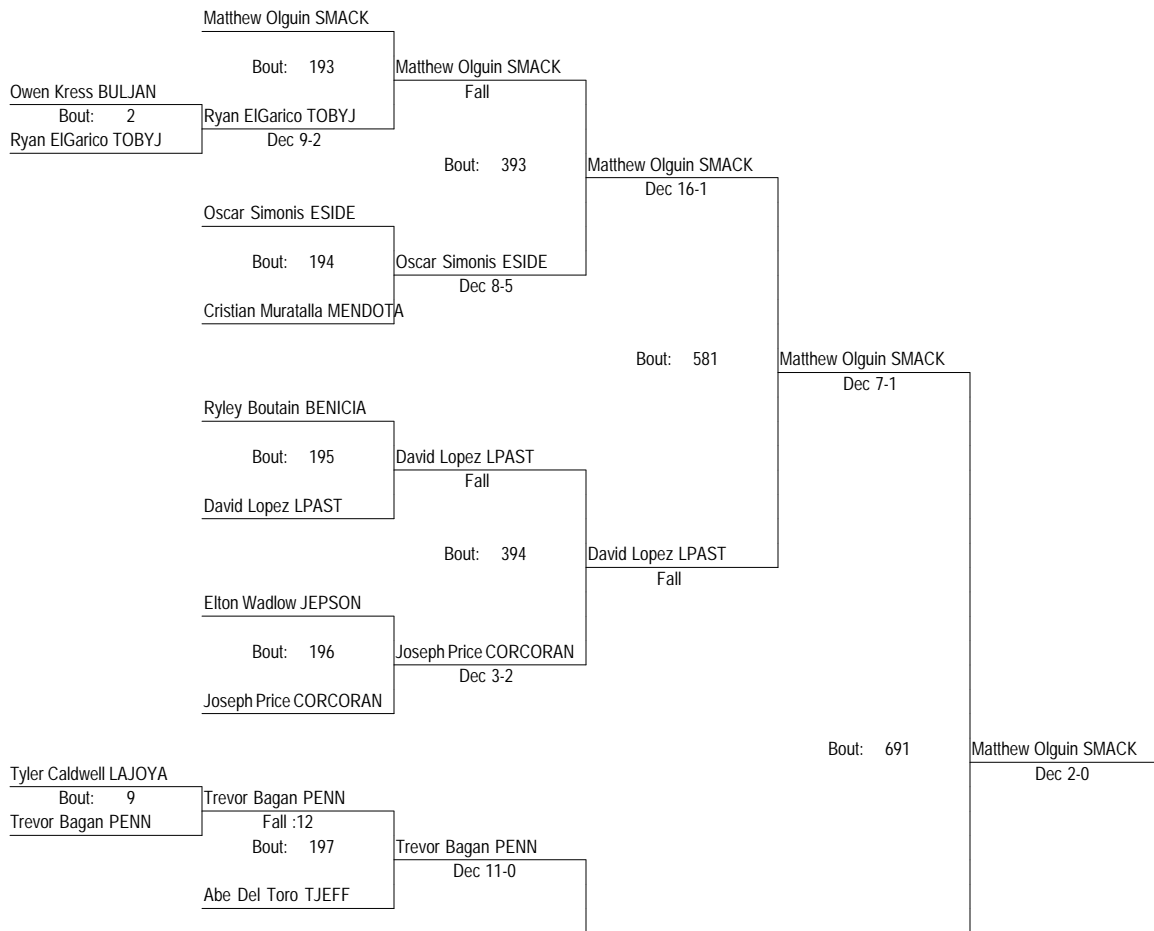 Matthew Olguin SMACK
Bout: 193
Matthew Olguin SMACK
Fall
Owen Kress BULJAN
Bout: 2
Ryan ElGarico TOBYJ
Ryan ElGarico TOBYJ
Dec 9-2
Bout: 393
Matthew Olguin SMACK
Dec 16-1
Oscar Simonis ESIDE
Bout: 194
Oscar Simonis ESIDE
Dec 8-5
Cristian Muratalla MENDOTA
Bout: 581
Matthew Olguin SMACK
Dec 7-1
Ryley Boutain BENICIA
Bout: 195
David Lopez LPAST
Fall
David Lopez LPAST
Bout: 394
David Lopez LPAST
Fall
Elton Wadlow JEPSON
Bout: 196
Joseph Price CORCORAN
Dec 3-2
Joseph Price CORCORAN
Bout: 691
Matthew Olguin SMACK
Dec 2-0
Tyler Caldwell LAJOYA
Bout: 9
Trevor Bagan PENN
Trevor Bagan PENN
Fall :12
Bout: 197
Trevor Bagan PENN
Dec 11-0
Abe Del Toro TJEFF